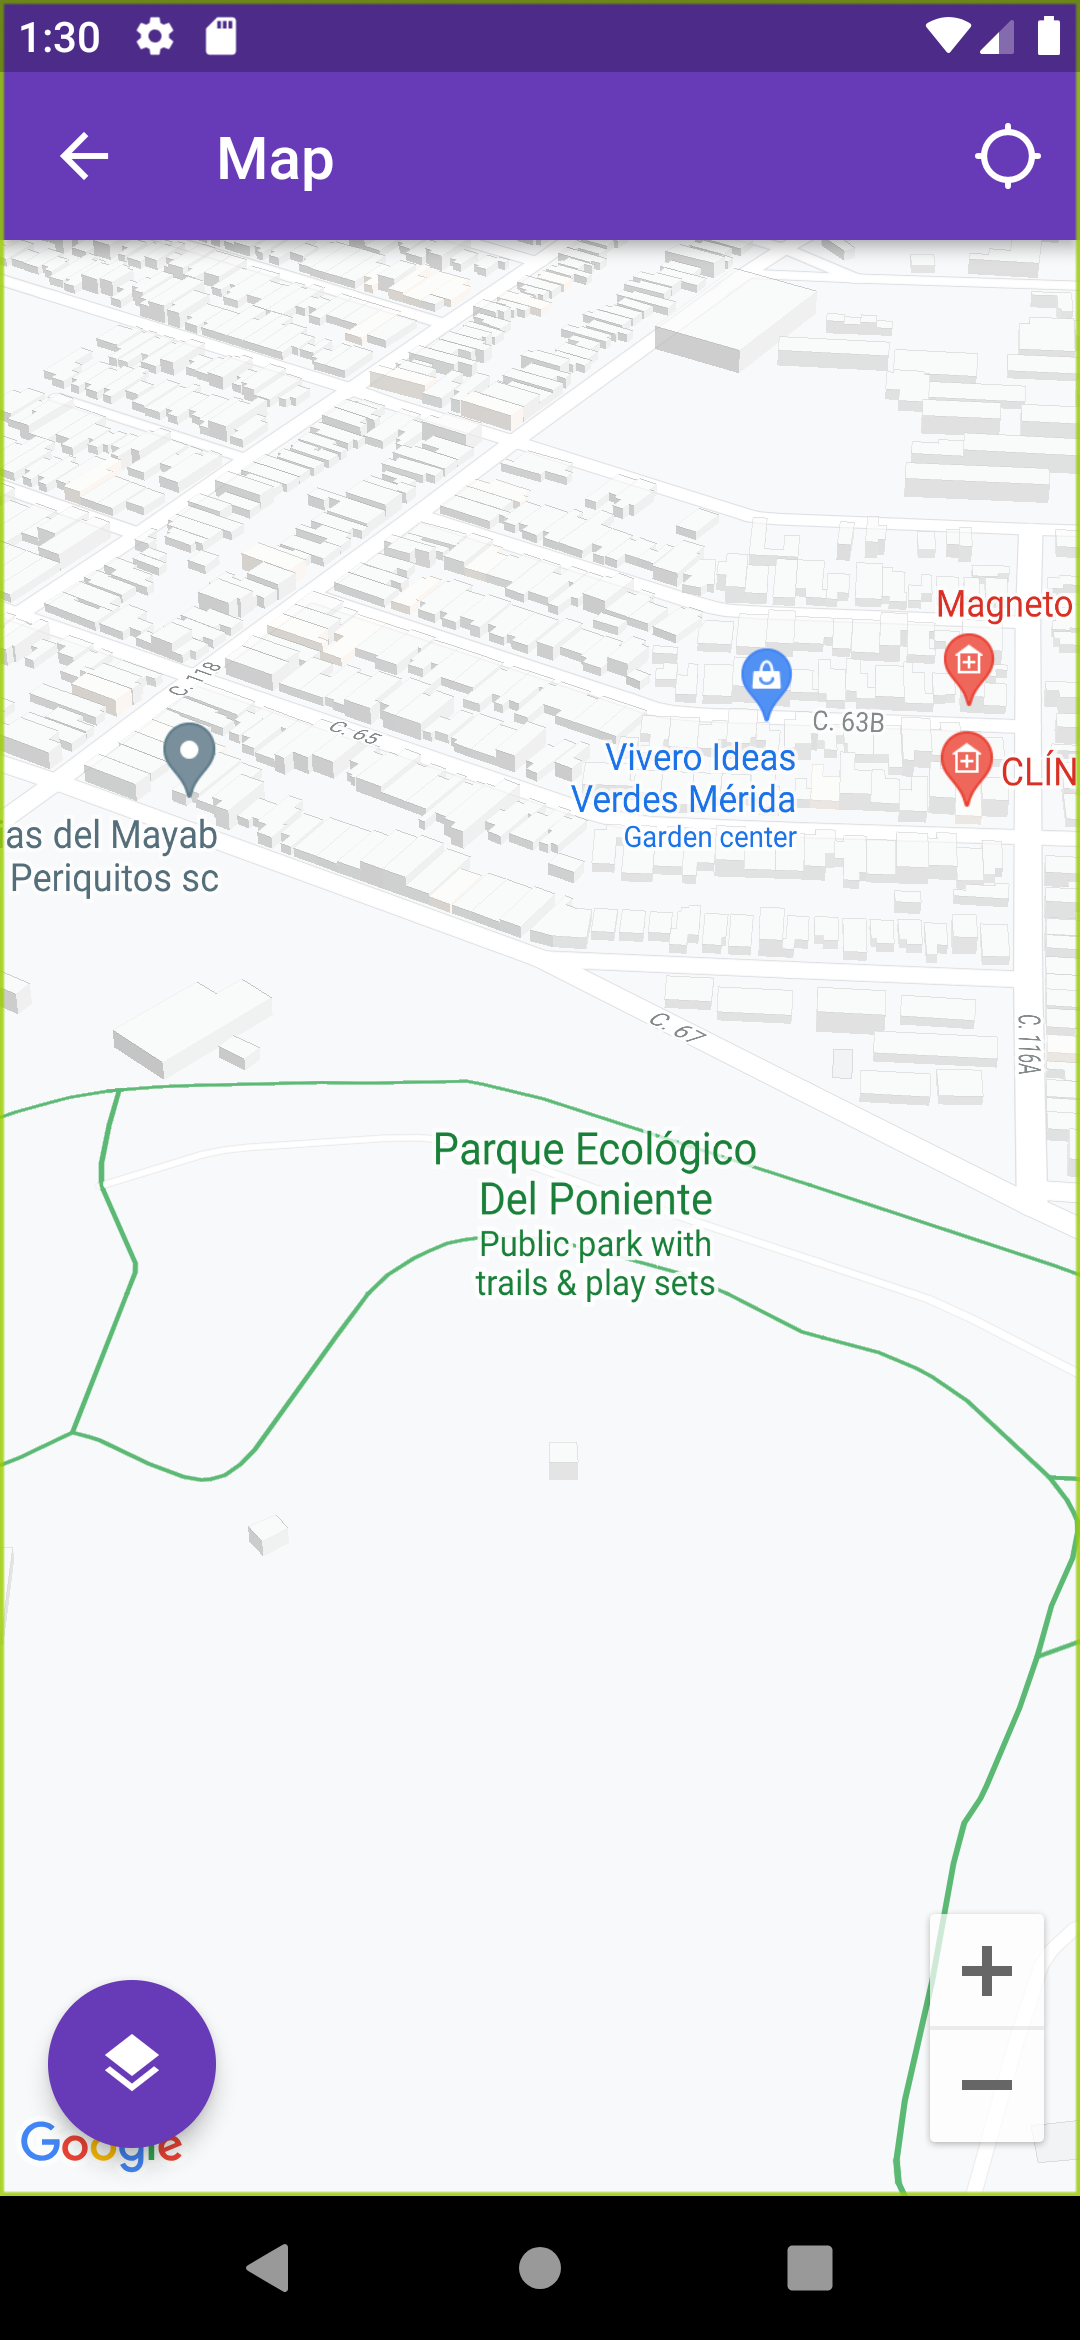 1:30
Map
Magneto
C. 118
C. 65
C. 63B
Vivero Ideas
Verdes Mérida
Garden center
CLÍN
as del Mayab
Periquitos sc
C. 67
C. 116A
Parque Ecológico
Del Poniente
Public park with
trails & play sets
Google